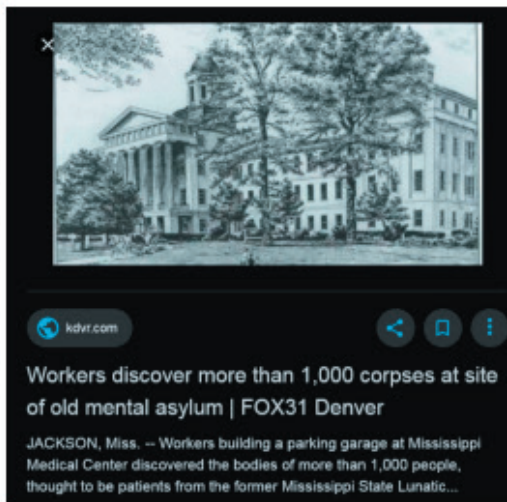 kdvr.com
Workers discover more than 1,000 corpses at site
of old mental asylum | FOX31 Denver
JACKSON, Miss. -- Workers building a parking garage at Mississippi
Medical Center discovered the bodies of more than 1,000 people,
thought to be patients from the former Mississippi State Lunatic...